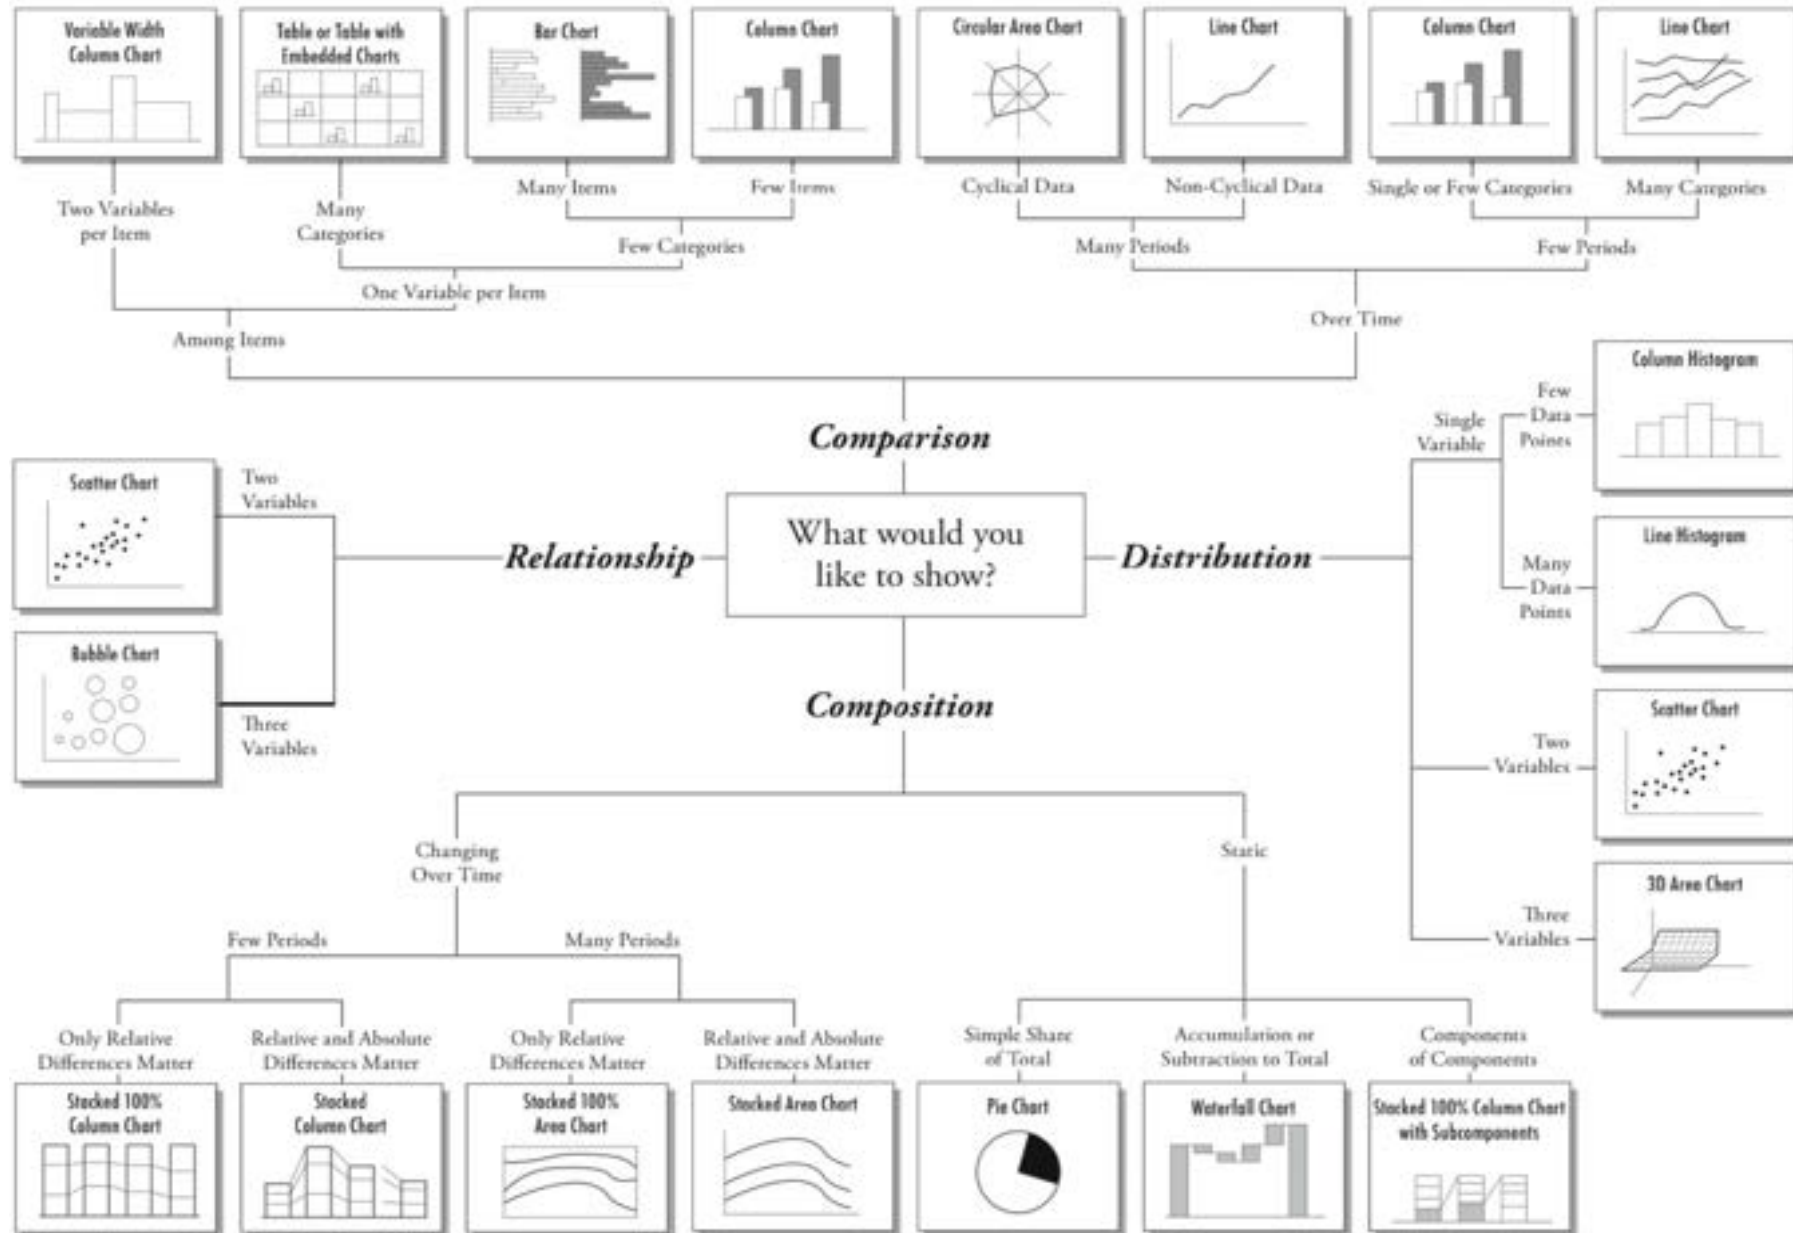 Variable Width
Column Chart
Table or Table with
Embedded Charts
Bar Chart
Column Chart
Circular Area Chart
Line Chart
Column Chart
Line Chart
Two Variables
per Item
Many
Categories
Many Items
Few Items
Cyclical Data
Non-Cyclical Data
Single or Few Categories
Many Categories
Few Categories
Many Periods
Few Periods
One Variable per Item
Among Items
Over Time
Comparison
What would you
like to show?
Relationship
Two
Variables
Scatter Chart
Three
Variables
Bubble Chart
Distribution
Single
Variable
Few
Data
Points
Column Histogram
Many
Data
Points
Line Histogram
Two
Variables
Scatter Chart
Three
Variables
3D Area Chart
Composition
Changing
Over Time
Static
Few Periods
Many Periods
Only Relative
Differences Matter
Relative and Absolute
Differences Matter
Only Relative
Differences Matter
Relative and Absolute
Differences Matter
Simple Share
of Total
Accumulation or
Subtraction to Total
Components
of Components
Stacked 100%
Column Chart
Stacked
Column Chart
Stacked 100%
Area Chart
Stacked Area Chart
Pie Chart
Waterfall Chart
Stacked 100% Column Chart
with Subcomponents